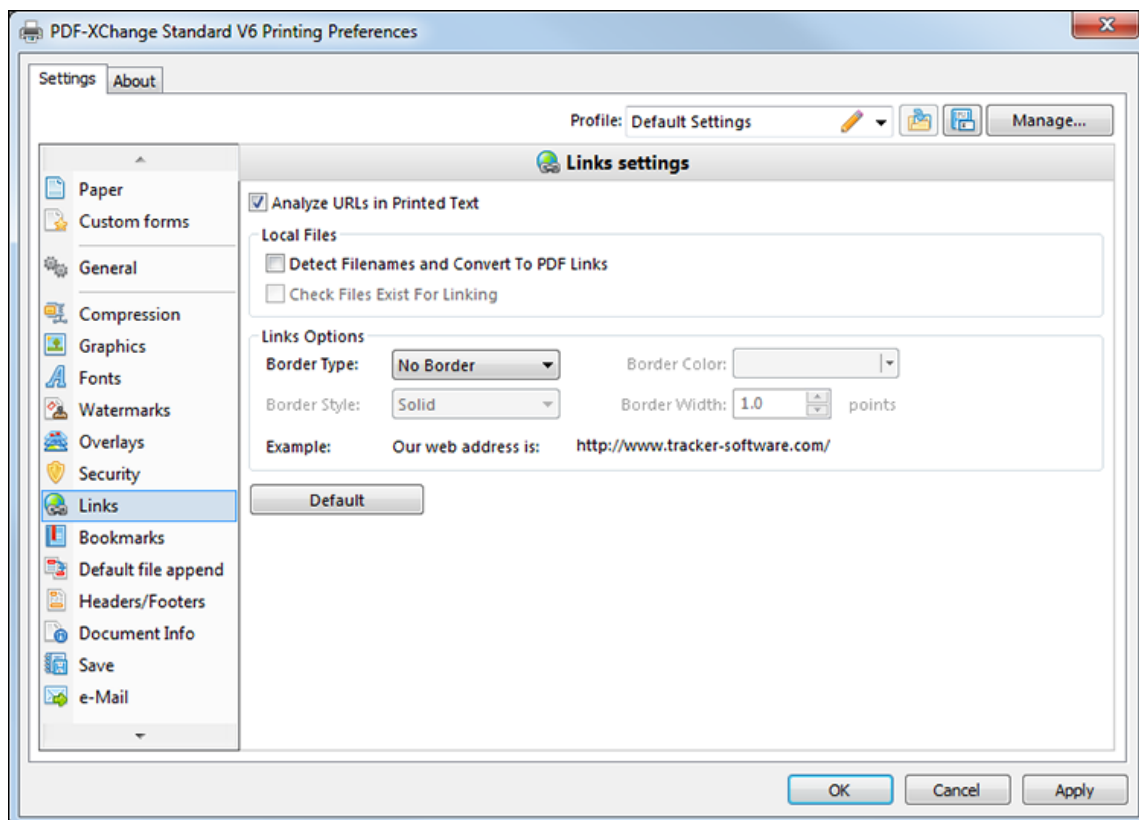 PDF-XChange Standard V6 Printing Preferences
Settings About
Profile: Default Settings Manage...
Links settings
Paper
Custom forms
General
Compression
Graphics
Fonts
Watermarks
Overlays
Security
Links
Bookmarks
Default file append
Headers/Footers
Document Info
Save
e-Mail
Analyze URLs in Printed Text
Local Files
Detect Filenames and Convert To PDF Links
Check Files Exist For Linking
Links Options
Border Type: No Border Border Color:
Border Style: Solid Border Width: 1.0 points
Example: Our web address is: http://www.tracker-software.com/
Default
OK Cancel Apply